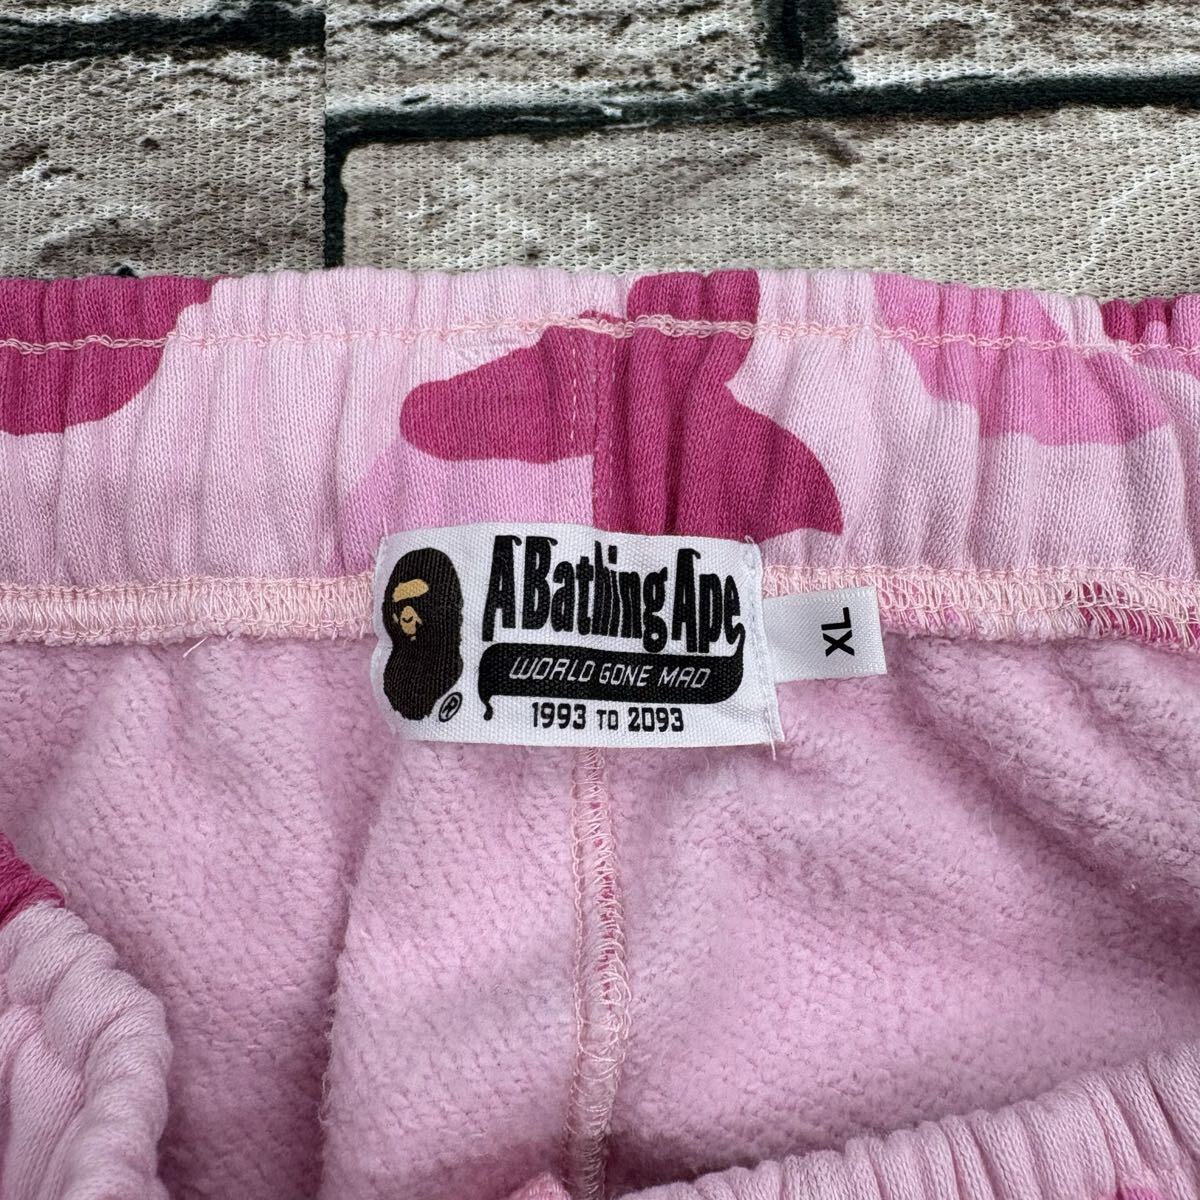 A Bathing Ape
WORLD GONE MAD
1993 TO 2093
®
XL